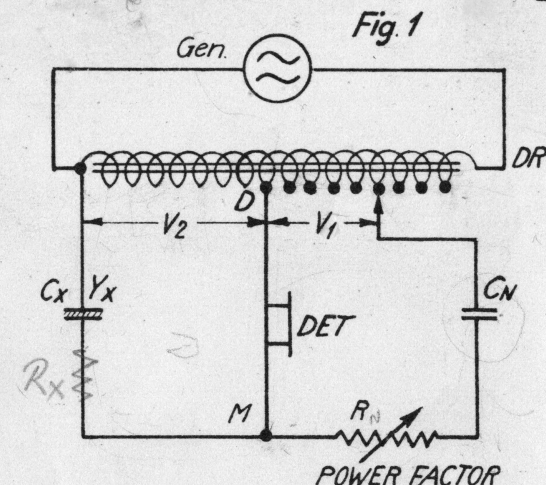 Fig. 1
Gen.
DR
D
V2
V1
Cx Yx
CN
DET
Rx
M
Rn
POWER FACTOR